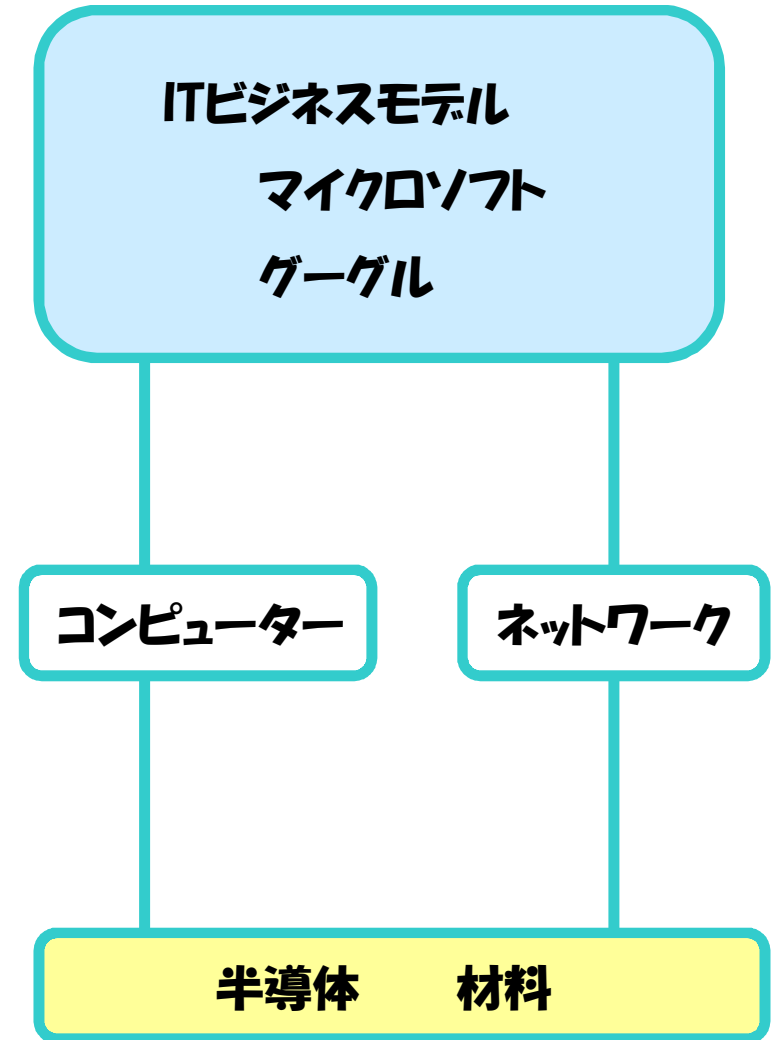 ITビジネスモデル
マイクロソフト
グーグル
コンピューター
ネットワーク
半導体 材料